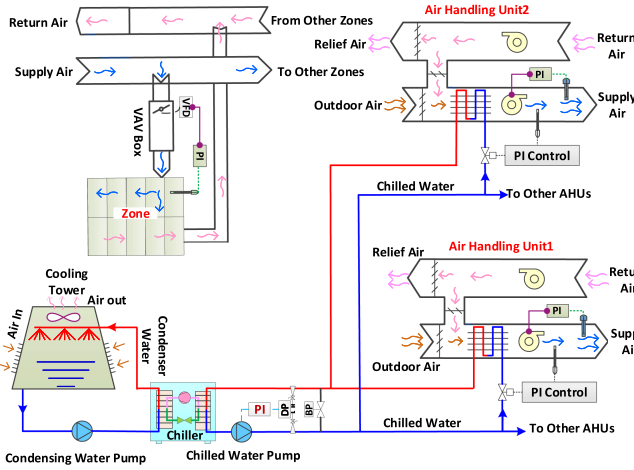 Return Air
From Other Zones
Supply Air
To Other Zones
VAV Box
VFD
PI
Zone
Air Handling Unit2
Relief Air
Return
Air
PI
Outdoor Air
Supply
Air
PI Control
Chilled Water
To Other AHUs
Air Handling Unit1
Relief Air
Retu
Air
PI
Supp
Air
Outdoor Air
PI Control
Chilled Water
To Other AHUs
Cooling
Tower
Air out
Air In
Condenser
Water
PI
DP
BP
Chiller
Condensing Water Pump
Chilled Water Pump